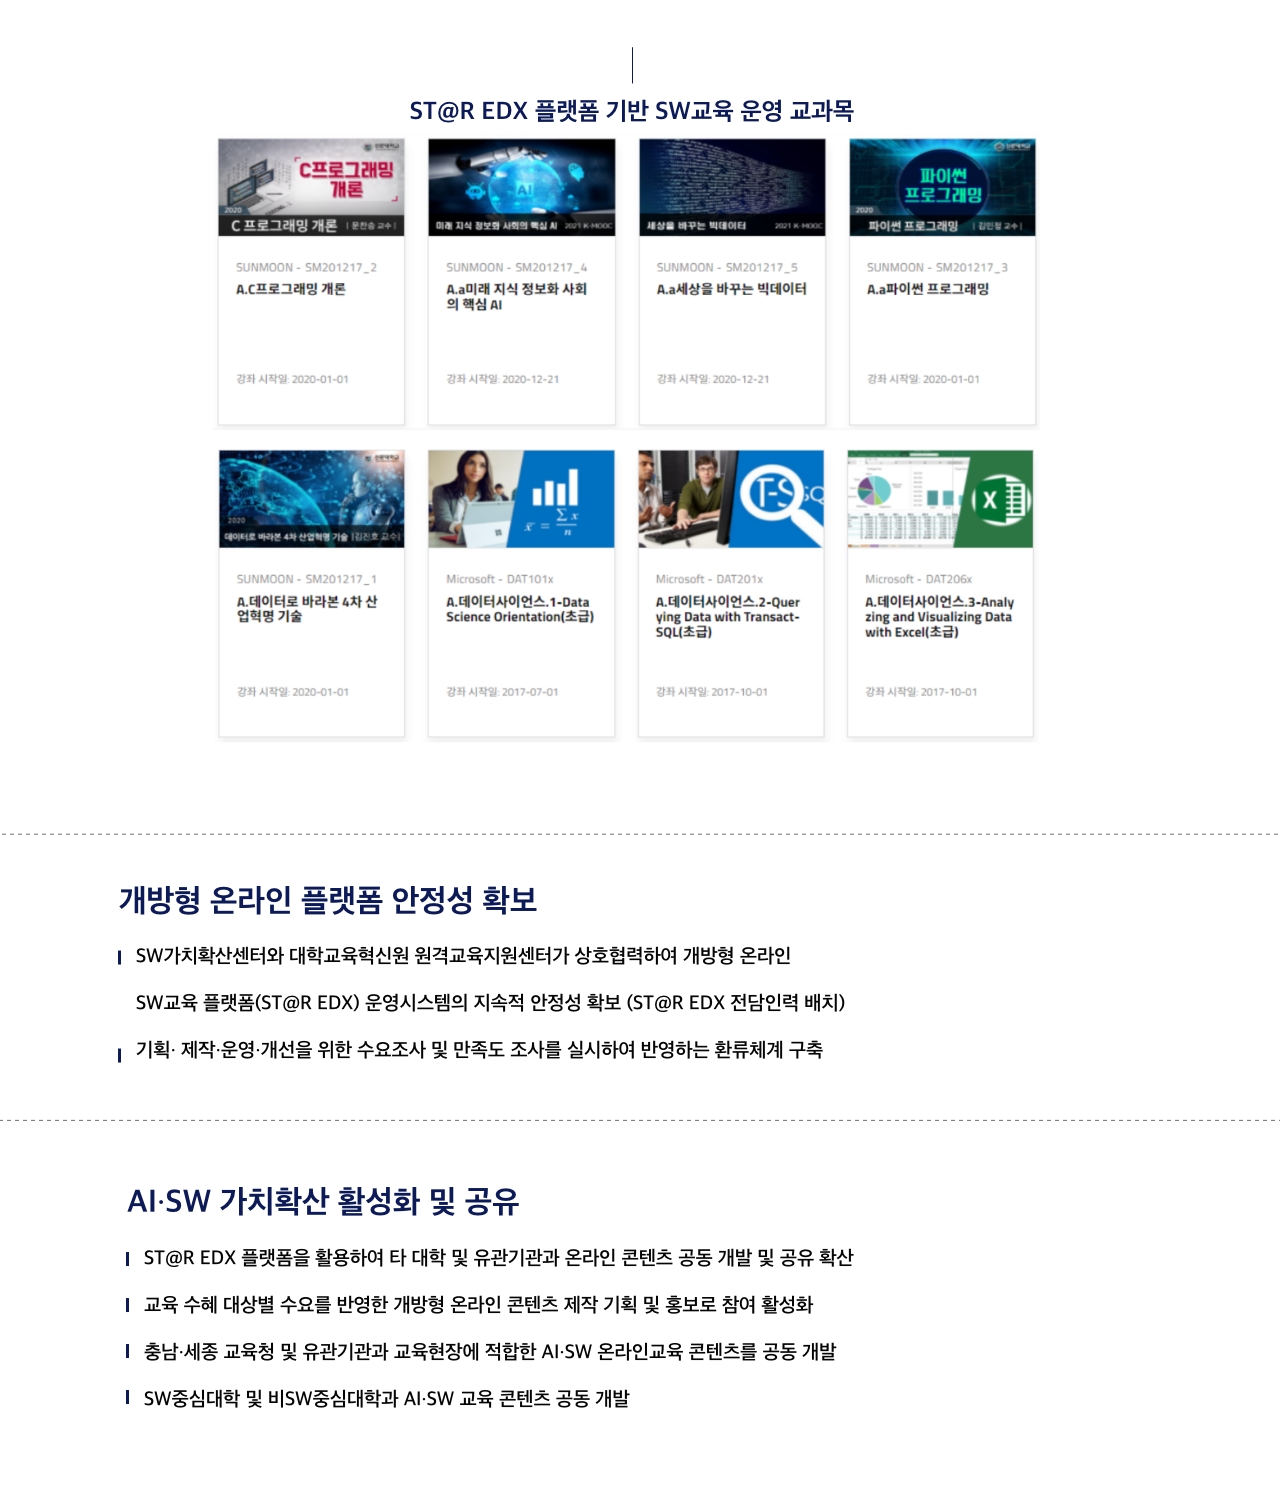 ST@R EDX 플랫폼 기반 SW교육 운영 교과목
C프로그래밍
개론
2020
C 프로그래밍 개론 | 문찬송 교수 |
AI
미래 지식 정보화 사회의 핵심 AI 2021 K-MOOC
세상을 바꾸는 빅데이터 2021 K-MOOC
파이썬
프로그래밍
2020
파이썬 프로그래밍 | 김민정 교수 |
SUNMOON - SM201217_2
A.C프로그래밍 개론
강좌 시작일: 2020-01-01
SUNMOON - SM201217_4
A.a미래 지식 정보화 사회
의 핵심 AI
강좌 시작일: 2020-12-21
SUNMOON - SM201217_5
A.a세상을 바꾸는 빅데이터
강좌 시작일: 2020-12-21
SUNMOON - SM201217_3
A.a파이썬 프로그래밍
강좌 시작일: 2020-01-01
2020
데이터로 바라본 4차 산업혁명 기술 |김진호 교수|
x̄ = Σx/n
T-SQ
X
SUNMOON - SM201217_1
A.데이터로 바라본 4차 산
업혁명 기술
강좌 시작일: 2020-01-01
Microsoft - DAT101x
A.데이터사이언스.1-Data
Science Orientation(초급)
강좌 시작일: 2017-07-01
Microsoft - DAT201x
A.데이터사이언스.2-Quer
ying Data with Transact-
SQL(초급)
강좌 시작일: 2017-10-01
Microsoft - DAT206x
A.데이터사이언스.3-Analy
zing and Visualizing Data
with Excel(초급)
강좌 시작일: 2017-10-01
개방형 온라인 플랫폼 안정성 확보
SW가치확산센터와 대학교육혁신원 원격교육지원센터가 상호협력하여 개방형 온라인
SW교육 플랫폼(ST@R EDX) 운영시스템의 지속적 안정성 확보 (ST@R EDX 전담인력 배치)
기획· 제작·운영·개선을 위한 수요조사 및 만족도 조사를 실시하여 반영하는 환류체계 구축
AI·SW 가치확산 활성화 및 공유
ST@R EDX 플랫폼을 활용하여 타 대학 및 유관기관과 온라인 콘텐츠 공동 개발 및 공유 확산
교육 수혜 대상별 수요를 반영한 개방형 온라인 콘텐츠 제작 기획 및 홍보로 참여 활성화
충남·세종 교육청 및 유관기관과 교육현장에 적합한 AI·SW 온라인교육 콘텐츠를 공동 개발
SW중심대학 및 비SW중심대학과 AI·SW 교육 콘텐츠 공동 개발